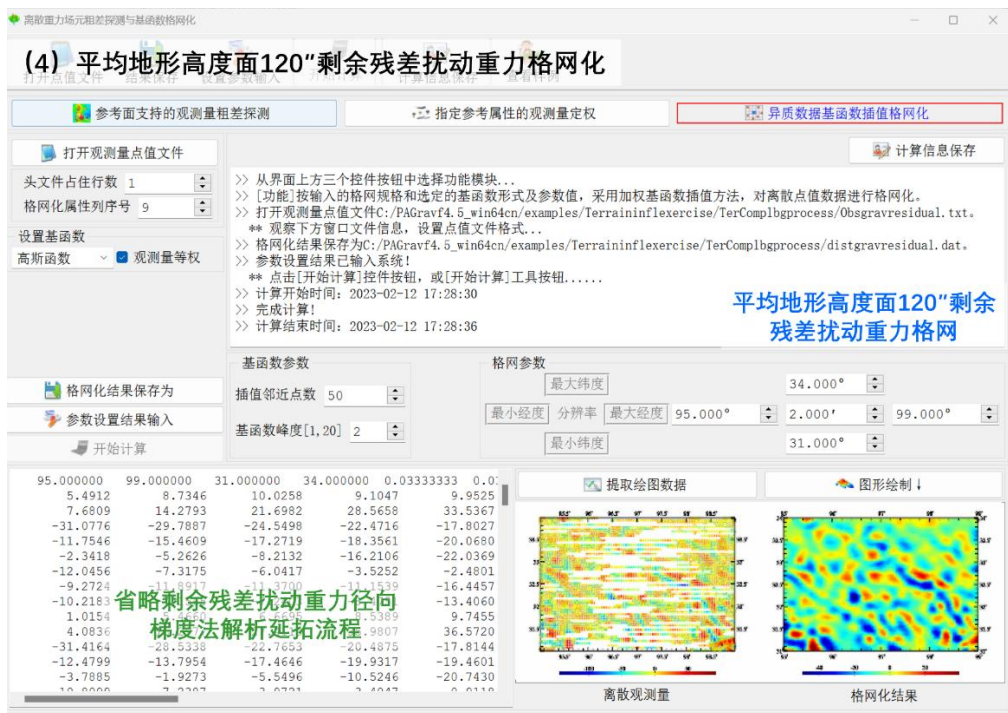 离散重力场元粗差探测与基函数格网化
(4) 平均地形高度面120″剩余残差扰动重力格网化
参考面支持的观测量粗差探测
指定参考属性的观测量定权
异质数据基函数插值格网化
打开观测量点值文件
计算信息保存
头文件占住行数 1
格网化属性列序号 9
设置基函数
高斯函数 观测量等权
>> 从界面上方三个控件按钮中选择功能模块...
>> [功能]按输入的格网规格和选定的基函数形式及参数值，采用加权基函数插值方法，对离散点值数据进行格网化。
>> 打开观测量点值文件C:/PAGravf4.5_win64cn/examples/Terraininflexercise/TerComplbgprocess/Obsgravresidual.txt。
** 观察下方窗口文件信息，设置点值文件格式...
>> 格网化结果保存为C:/PAGravf4.5_win64cn/examples/Terraininflexercise/TerComplbgprocess/distgravresidual.dat。
>> 参数设置结果已输入系统！
** 点击[开始计算]控件按钮，或[开始计算]工具按钮......
>> 计算开始时间：2023-02-12 17:28:30
>> 完成计算！
>> 计算结束时间：2023-02-12 17:28:36
平均地形高度面120″剩余
残差扰动重力格网
格网化结果保存为
参数设置结果输入
开始计算
基函数参数
插值邻近点数 50
基函数峰度[1,20] 2
格网参数
最大纬度 34.000°
最小经度 分辨率 最大经度 95.000° 2.000′ 99.000°
最小纬度 31.000°
95.000000 99.000000 31.000000 34.000000 0.03333333
5.4912 8.7346 10.0258 9.1047 9.9525
7.6809 14.2793 21.6982 28.5658 33.5367
-31.0776 -29.7887 -24.5498 -22.4716 -17.8027
-11.7546 -15.4609 -17.2719 -18.3561 -20.0680
-2.3418 -5.2626 -8.2132 -16.2106 -22.0369
-12.0456 -7.3175 -6.0417 -3.5252 -2.4801
-9.2724 -11.8917 -11.3700 -11.1539 -16.4457
-10.2183 -13.4060
1.0154 9.7455
4.0836 36.5720
-31.4164 -28.5338 -22.7653 -20.4875 -17.8144
-12.4799 -13.7954 -17.4646 -19.9317 -19.4601
-3.7885 -1.9273 -5.5496 -10.5246 -20.7430
省略剩余残差扰动重力径向
梯度法解析延拓流程
提取绘图数据
图形绘制↓
离散观测量
格网化结果